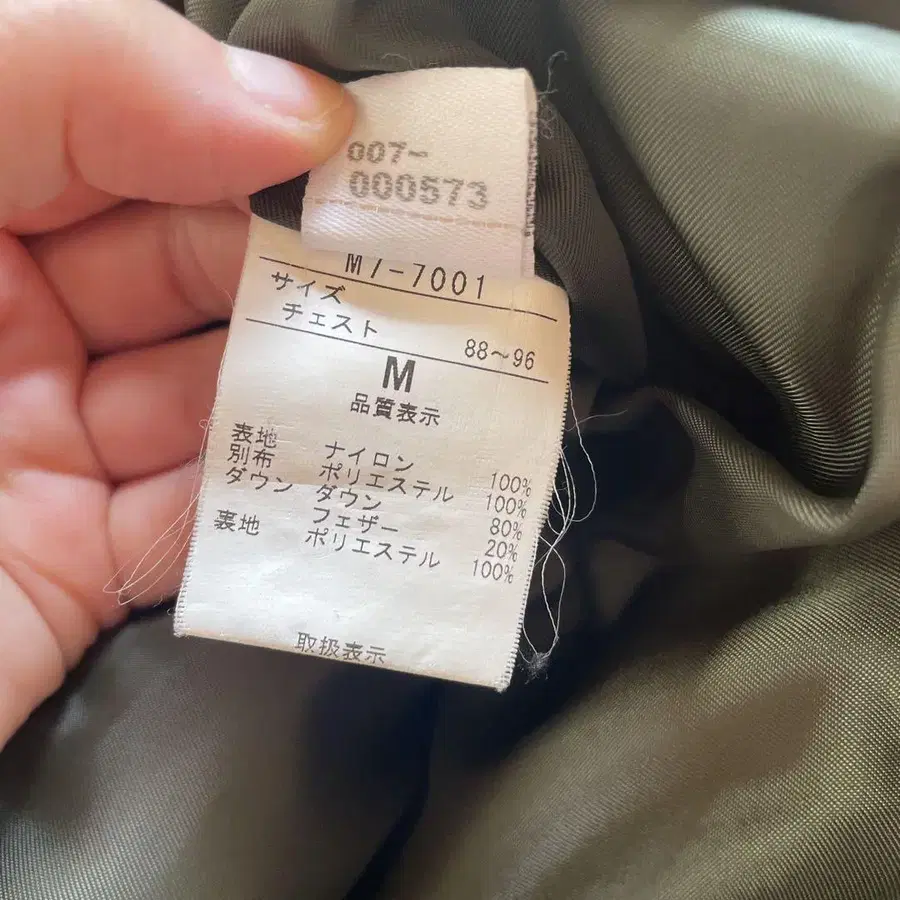 007-
000573
M7-7001
サイズ
チェスト 88～96
M
品質表示
表地 ナイロン 100%
別布 ポリエステル 100%
ダウン ダウン 80%
フェザー 20%
裏地 ポリエステル 100%
取扱表示